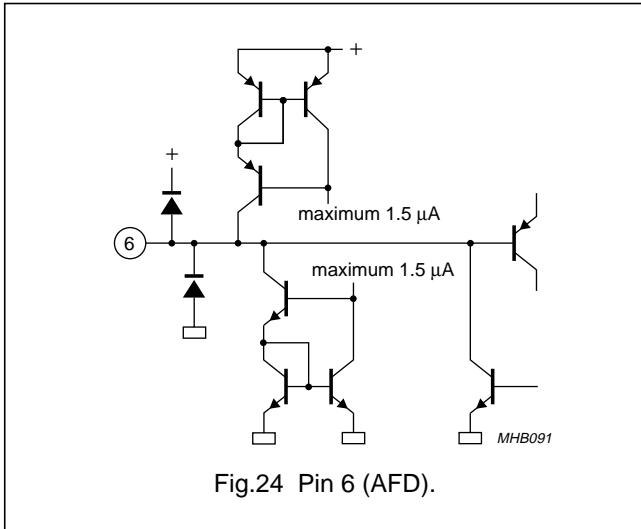 +
+
maximum 1.5 μA
6
maximum 1.5 μA
MHB091
Fig.24 Pin 6 (AFD).